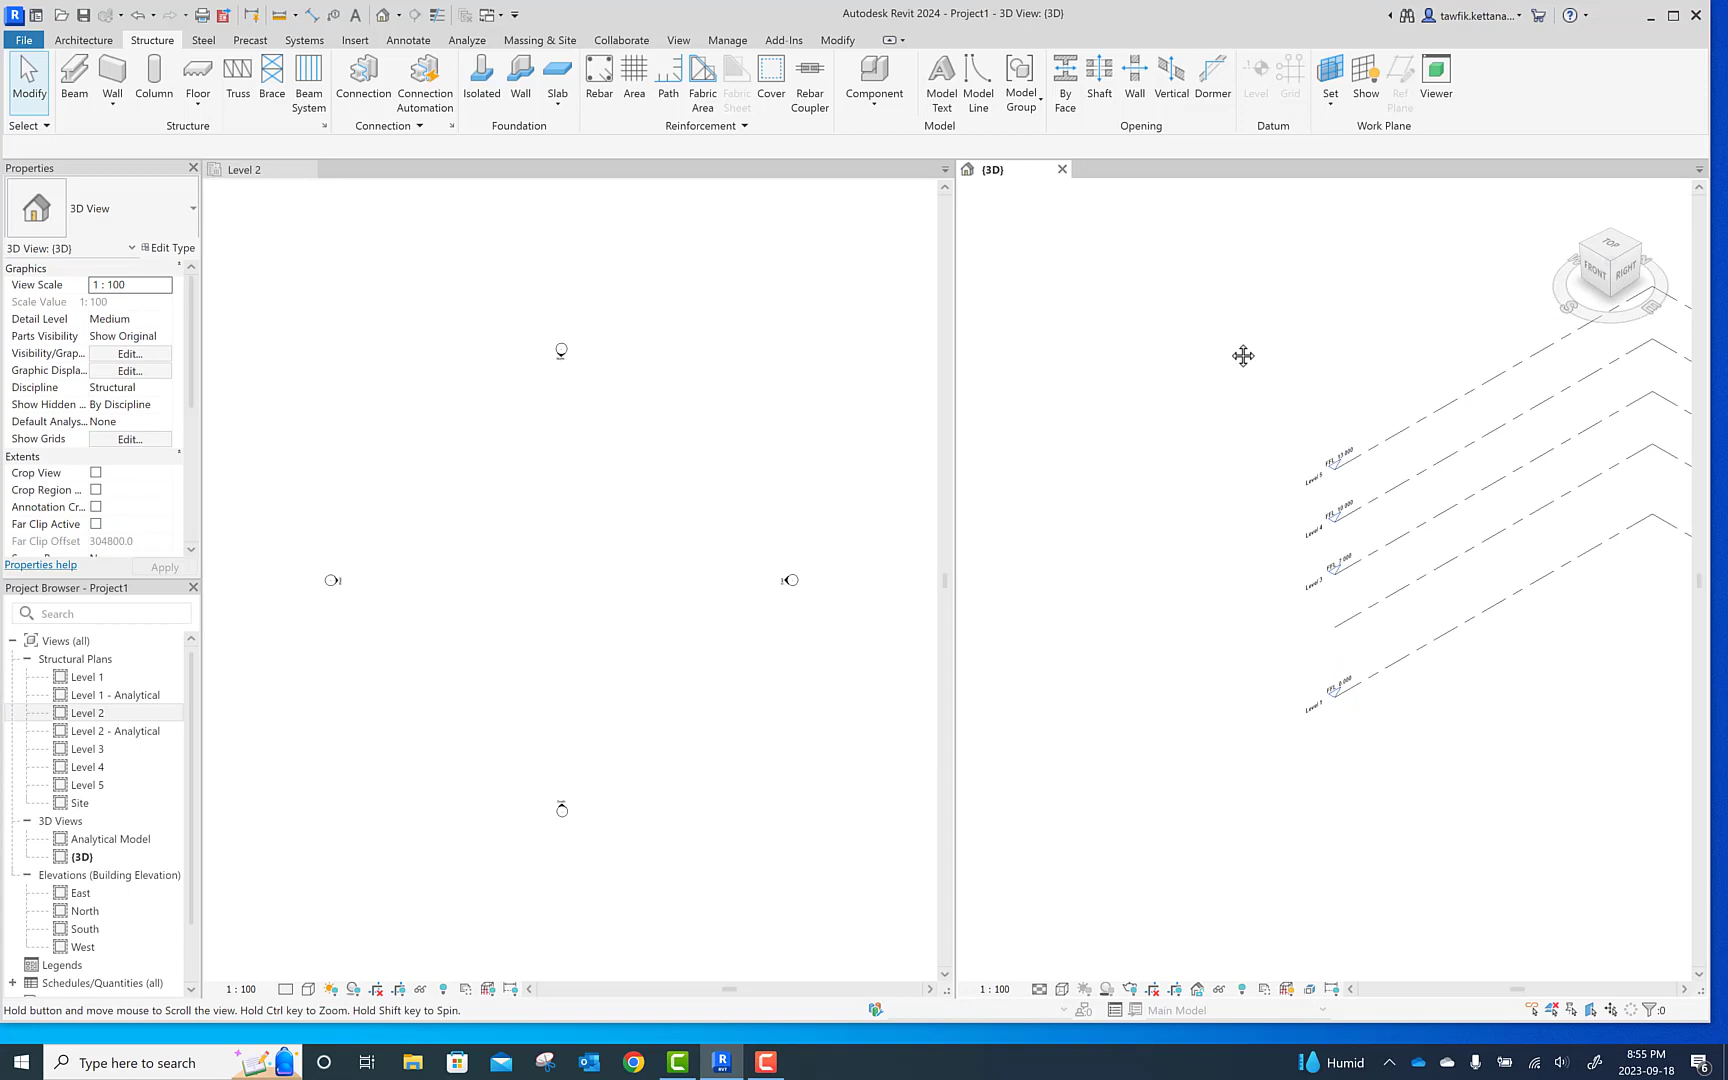 Autodesk Revit 2024 - Project1 - 3D View: {3D}
tawfik.kettana...
File Architecture Structure Steel Precast Systems Insert Annotate Analyze Massing & Site Collaborate View Manage Add-Ins Modify
Modify Beam Wall Column Floor Truss Brace Beam System Connection Connection Automation Isolated Wall Slab Rebar Area Path Fabric Area Fabric Sheet Cover Rebar Coupler Component Model Text Model Line Model Group By Face Shaft Wall Vertical Dormer Level Grid Set Show Ref Plane Viewer
Select Structure Connection Foundation Reinforcement Model Opening Datum Work Plane
Properties
3D View
3D View: {3D} Edit Type
Graphics
View Scale 1 : 100
Scale Value 1: 100
Detail Level Medium
Parts Visibility Show Original
Visibility/Grap... Edit...
Graphic Displa... Edit...
Discipline Structural
Show Hidden ... By Discipline
Default Analys... None
Show Grids Edit...
Extents
Crop View
Crop Region ...
Annotation Cr...
Far Clip Active
Far Clip Offset 304800.0
Properties help Apply
Project Browser - Project1
Search
Views (all)
Structural Plans
Level 1
Level 1 - Analytical
Level 2
Level 2 - Analytical
Level 3
Level 4
Level 5
Site
3D Views
Analytical Model
{3D}
Elevations (Building Elevation)
East
North
South
West
Legends
Schedules/Quantities (all)
Level 2
1 : 100
{3D}
TOP
FRONT RIGHT
S E
Level 5
Level 4
Level 3
Level 1
1 : 100
Hold button and move mouse to Scroll the view. Hold Ctrl key to Zoom. Hold Shift key to Spin.
Main Model
:0
Type here to search
Humid
8:55 PM
2023-09-18
6